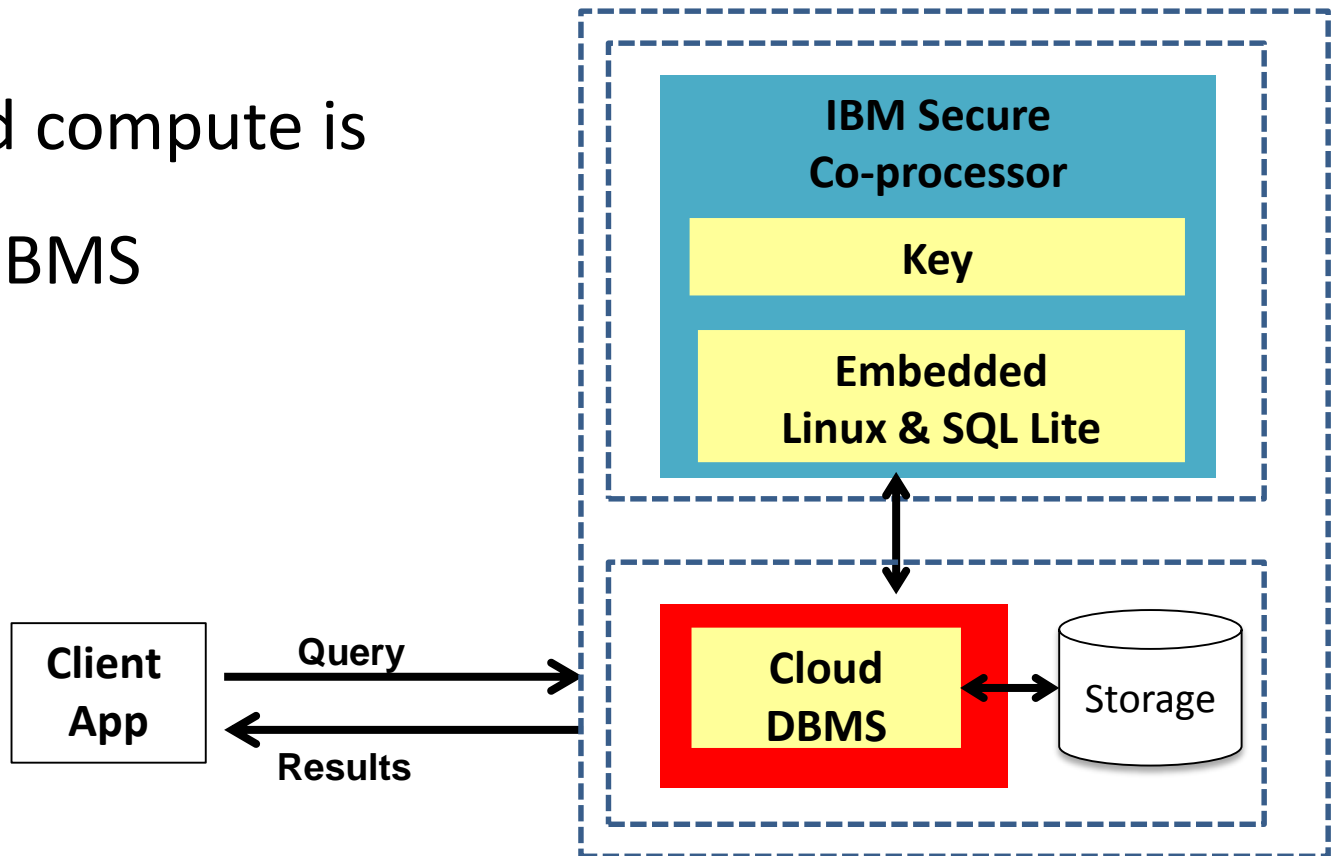 d compute is
BMS
IBM Secure
Co-processor
Key
Embedded
Linux & SQL Lite
Client
App
Query
Results
Cloud
DBMS
Storage